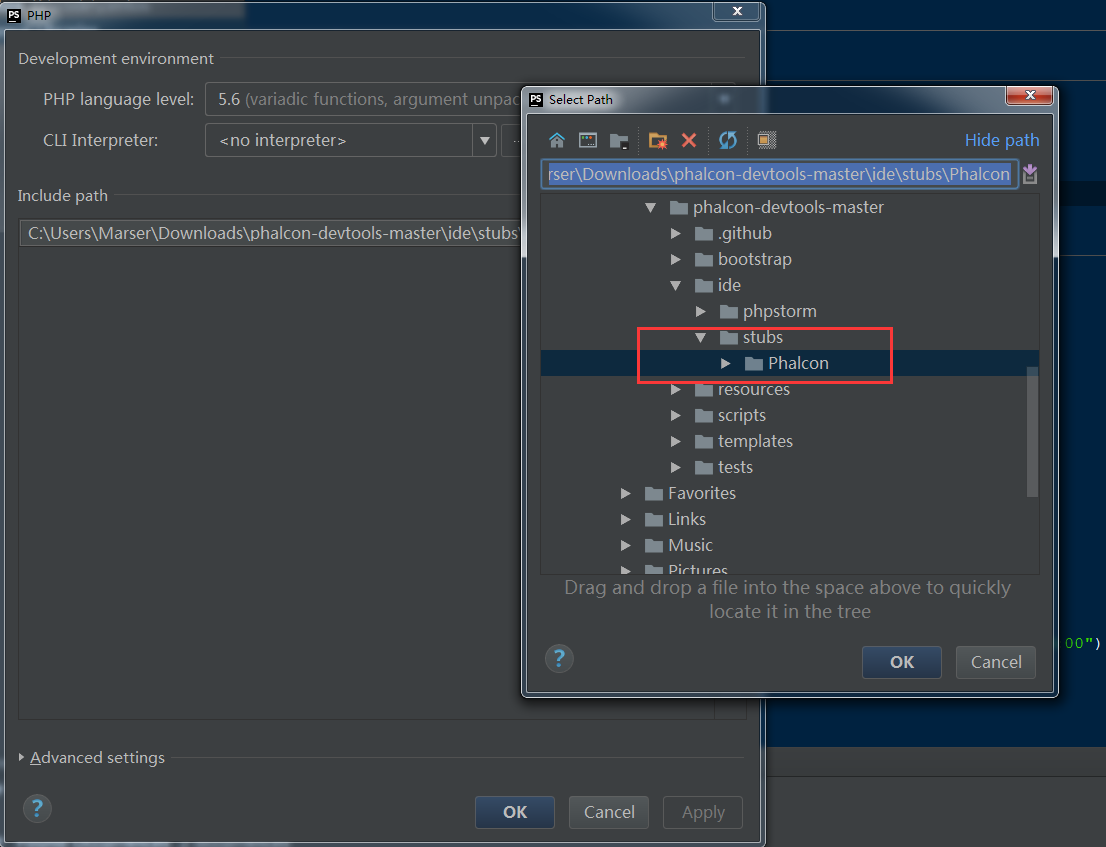 PS PHP
Development environment
PHP language level: 5.6 (variadic functions, argument unpac
CLI Interpreter: <no interpreter>
Include path
C:\Users\Marser\Downloads\phalcon-devtools-master\ide\stubs\
Advanced settings
?
OK Cancel Apply
PS Select Path
Hide path
rser\Downloads\phalcon-devtools-master\ide\stubs\Phalcon
phalcon-devtools-master
.github
bootstrap
ide
phpstorm
stubs
Phalcon
resources
scripts
templates
tests
Favorites
Links
Music
Pictures
Drag and drop a file into the space above to quickly
locate it in the tree
?
OK Cancel
00")